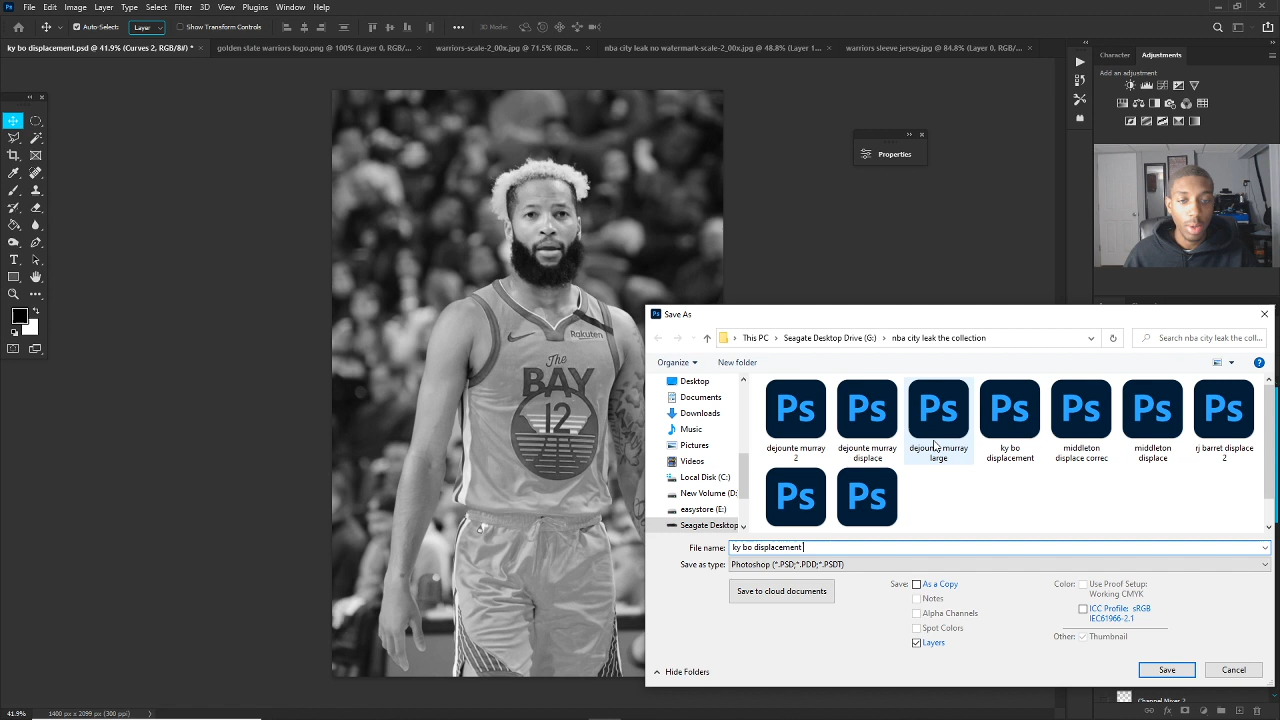 File Edit Image Layer Type Select Filter 3D View Plugins Window Help
Auto-Select: Layer Show Transform Controls 3D Mode:
ky bo displacement.psd @ 41.9% (Curves 2, RGB/8#) * golden state warriors logo.png @ 100% (Layer 0, RGB/... warriors-scale-2_00x.jpg @ 71.5% (RGB... nba city leak no watermark-scale-2_00x.jpg @ 48.8% (Layer 1... warriors sleeve jersey.jpg @ 84.8% (Layer 0, RGB/...
Character Adjustments
Add an adjustment
Properties
Rakuten
The
BAY
12
Save As
This PC Seagate Desktop Drive (G:) nba city leak the collection Search nba city leak the coll...
Organize New folder
Desktop
Documents
Downloads
Music
Pictures
Videos
Local Disk (C:)
New Volume (D:
easystore (E:)
Seagate Desktop
Ps Ps Ps Ps Ps Ps Ps
dejounte murray 2
dejounte murray displace
dejounte murray large
ky bo displacement
middleton displace correc
middleton displace
rj barret
2
Ps Ps
File name: ky bo displacement
Save as type: Photoshop (*.PSD;*.PDD;*.PSDT)
Save to cloud documents
Save: As a Copy
Notes
Alpha Channels
Spot Colors
Layers
Color: Use Proof Setup:
Working CMYK
ICC Profile: sRGB
IEC61966-2.1
Other: Thumbnail
Hide Folders Save Cancel
Channel Mixer 2
41.9% 1400 px x 2099 px (300 ppi)